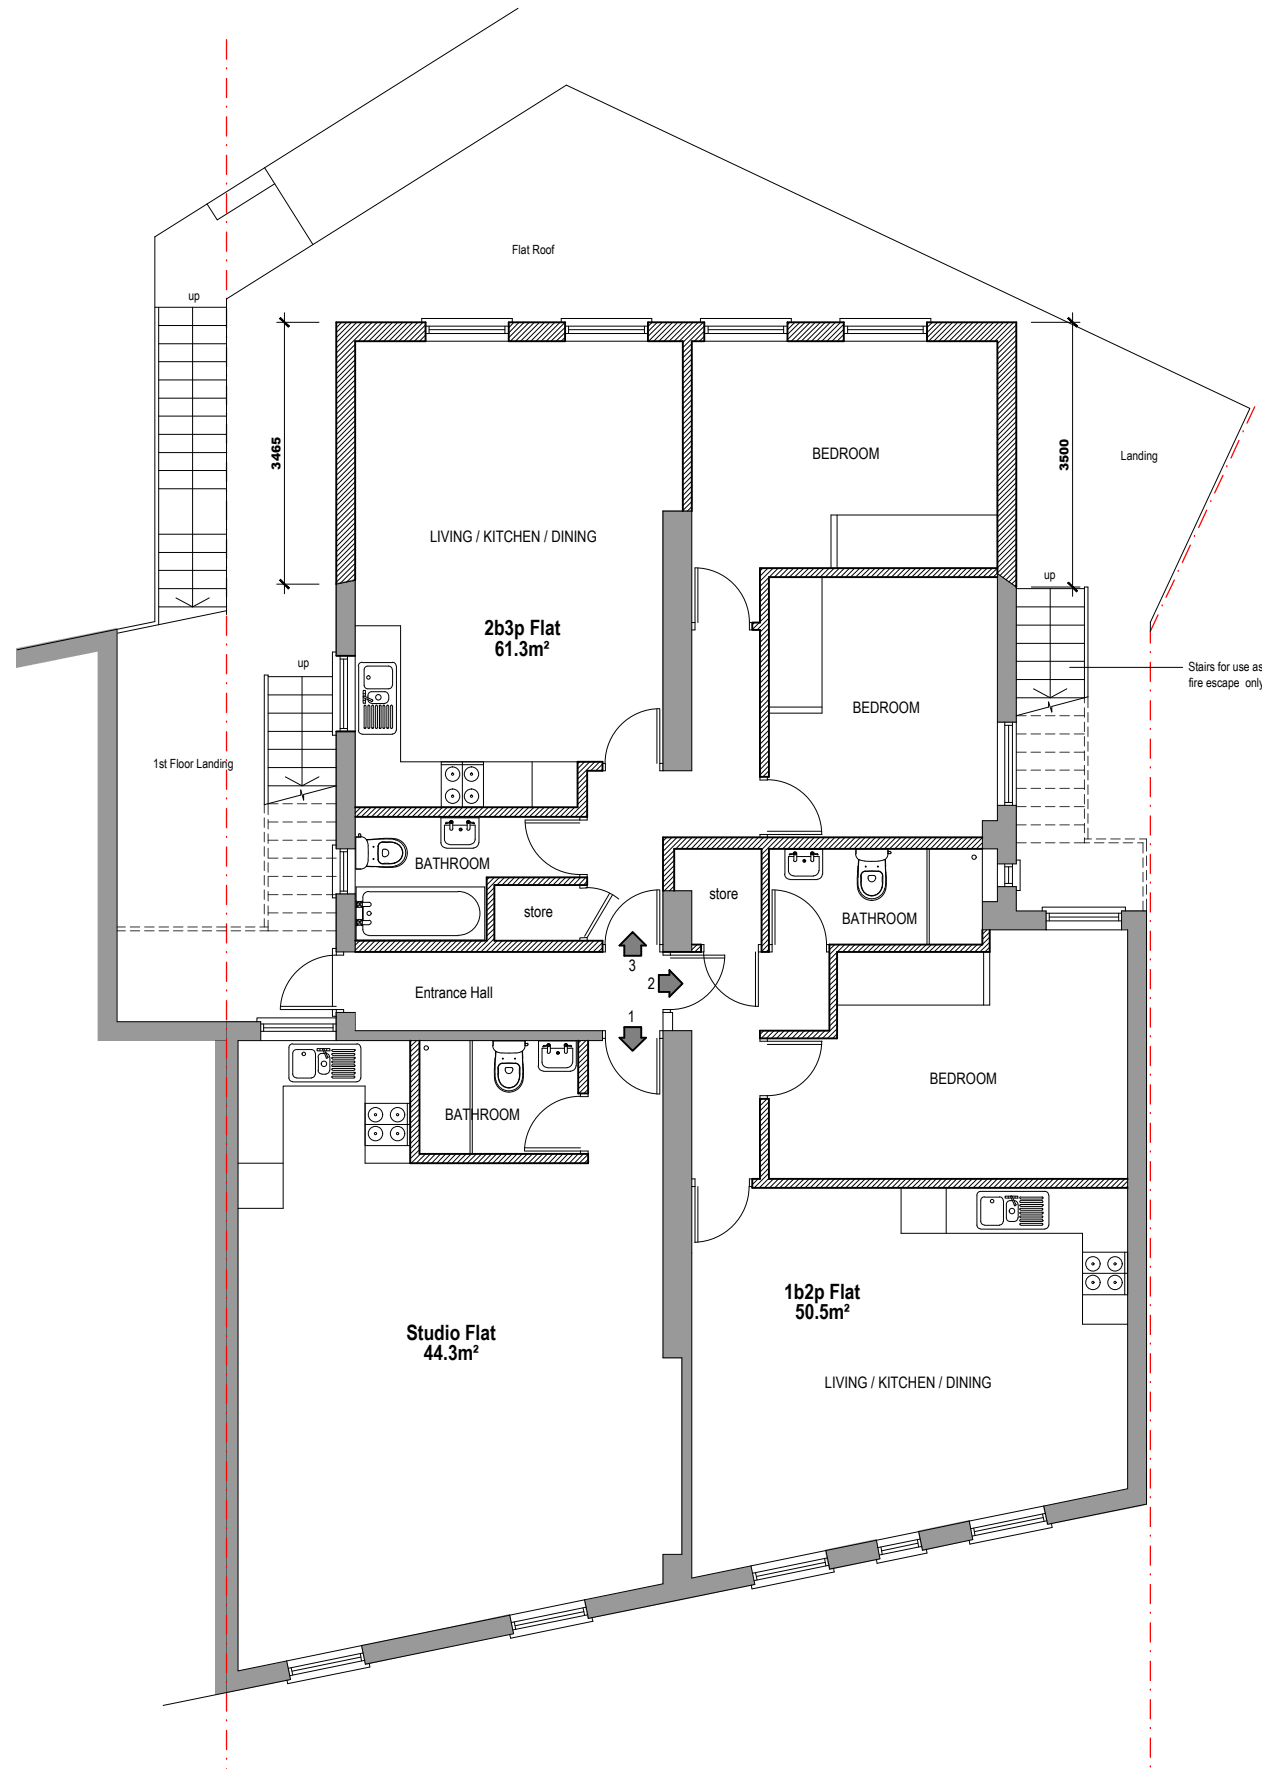 Flat Roof
up
3465
3500
BEDROOM
Landing
LIVING / KITCHEN / DINING
up
2b3p Flat
61.3m²
up
Stairs for use as
fire escape only
BEDROOM
1st Floor Landing
BATHROOM
store
store
BATHROOM
3
2
Entrance Hall
1
BEDROOM
BATHROOM
1b2p Flat
50.5m²
Studio Flat
44.3m²
LIVING / KITCHEN / DINING